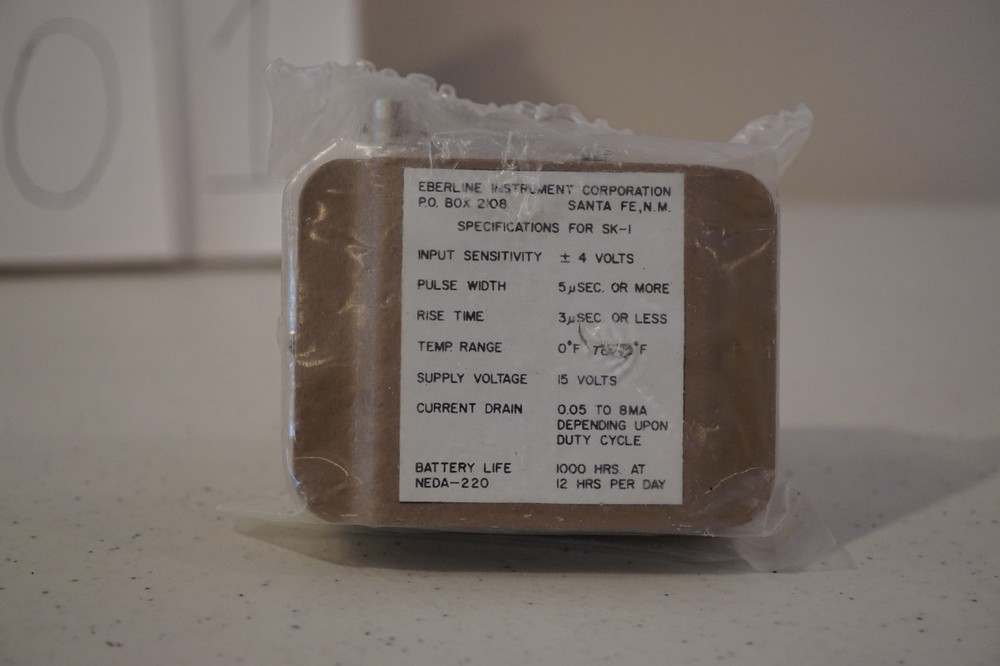 01
EBERLINE INSTRUMENT CORPORATION
P.O. BOX 2108 SANTA FE, N.M.
SPECIFICATIONS FOR SK-1
INPUT SENSITIVITY ± 4 VOLTS
PULSE WIDTH 5μSEC. OR MORE
RISE TIME 3μSEC. OR LESS
TEMP. RANGE 0°F TO °F
SUPPLY VOLTAGE 15 VOLTS
CURRENT DRAIN 0.05 TO 8MA
DEPENDING UPON
DUTY CYCLE
BATTERY LIFE 1000 HRS. AT
NEDA-220 12 HRS PER DAY